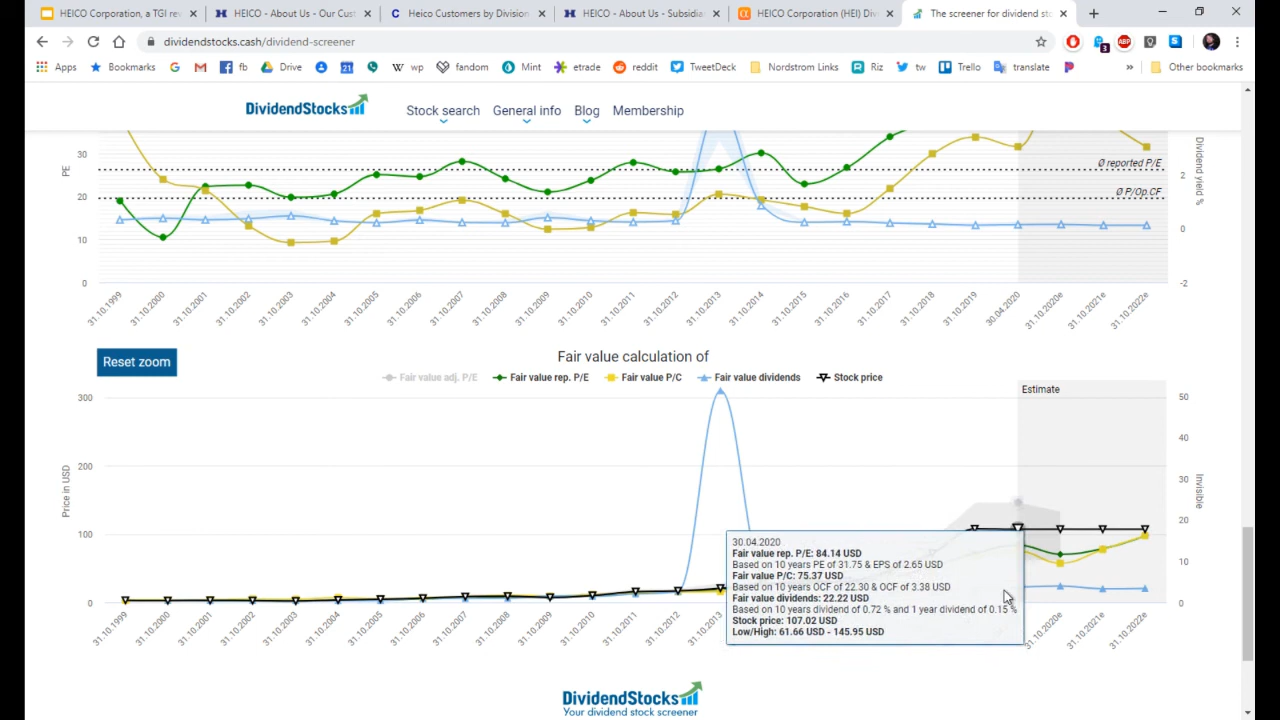 HEICO Corporation, a TGI re
HEICO - About Us - Our Cust
Heico Customers by Division
HEICO - About Us - Subsidia
HEICO Corporation (HEI) Divi
The screener for dividend sto
dividendstocks.cash/dividend-screener
3
ABP
Apps
Bookmarks
fb
Drive
31
W wp
fandom
Mint
etrade
reddit
TweetDeck
Nordstrom Links
Riz
tw
Trello
translate
Other bookmarks
DividendStocks
Stock search
General info
Blog
Membership
PE
30
20
10
0
Ø reported P/E
Ø P/Op.CF
2
0
-2
Dividend yield %
31.10.1999
31.10.2000
31.10.2001
31.10.2002
31.10.2003
31.10.2004
31.10.2005
31.10.2006
31.10.2007
31.10.2008
31.10.2009
31.10.2010
31.10.2011
31.10.2012
31.10.2013
31.10.2014
31.10.2015
31.10.2016
31.10.2017
31.10.2018
31.10.2019
30.04.2020
31.10.2020e
31.10.2021e
31.10.2022e
Reset zoom
Fair value calculation of
Fair value adj. P/E
Fair value rep. P/E
Fair value P/C
Fair value dividends
Stock price
Estimate
Price in USD
300
200
100
0
50
40
30
20
10
0
Invisible
30.04.2020
Fair value rep. P/E: 84.14 USD
Based on 10 years PE of 31.75 & EPS of 2.65 USD
Fair value P/C: 75.37 USD
Based on 10 years OCF of 22.30 & OCF of 3.38 USD
Fair value dividends: 22.22 USD
Based on 10 years dividend of 0.72 % and 1 year dividend of 0.15 %
Stock price: 107.02 USD
Low/High: 61.66 USD - 145.95 USD
31.10.1999
31.10.2000
31.10.2001
31.10.2002
31.10.2003
31.10.2004
31.10.2005
31.10.2006
31.10.2007
31.10.2008
31.10.2009
31.10.2010
31.10.2011
31.10.2012
31.10.2013
31.10.2020e
31.10.2021e
31.10.2022e
DividendStocks
Your dividend stock screener